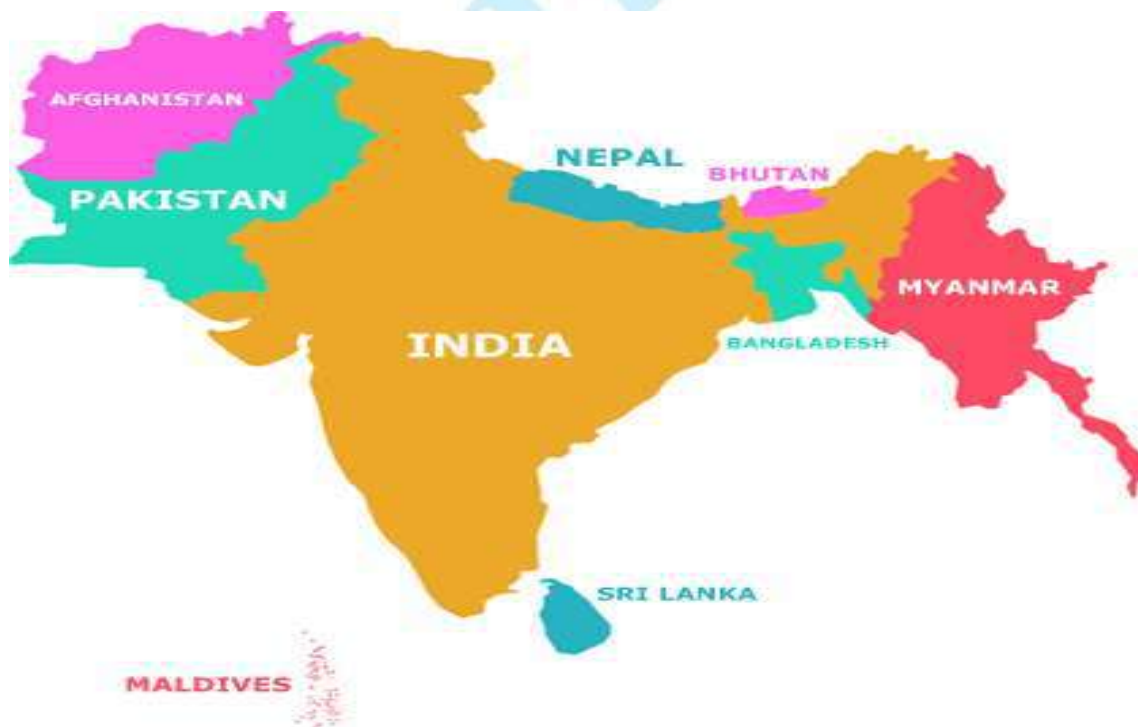 AFGHANISTAN
PAKISTAN
NEPAL
BHUTAN
INDIA
BANGLADESH
MYANMAR
SRI LANKA
MALDIVES